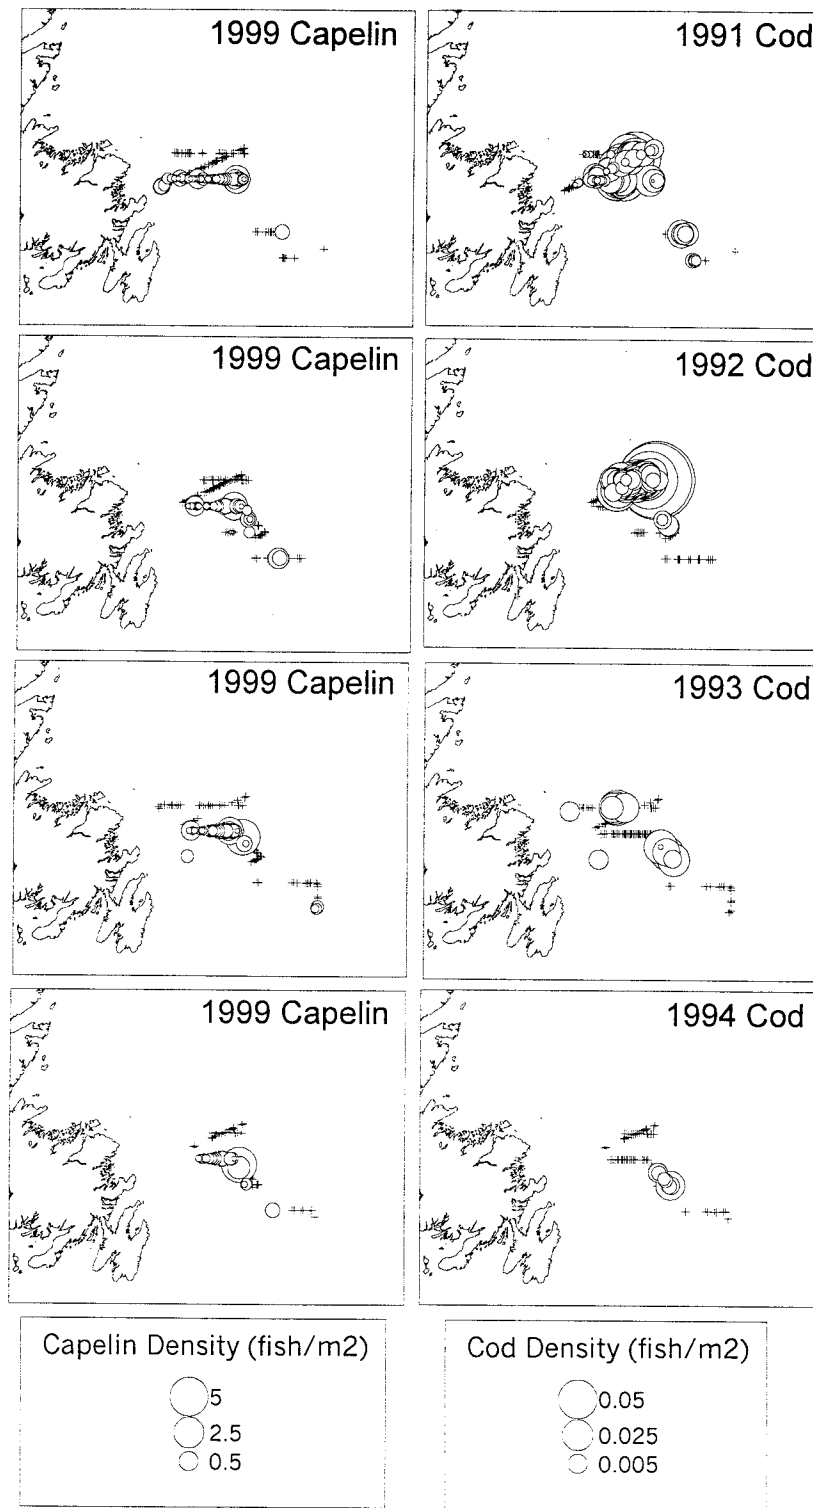 1999 Capelin
1991 Cod
1999 Capelin
1992 Cod
1999 Capelin
1993 Cod
1999 Capelin
1994 Cod
Capelin Density (fish/m2)
5
2.5
0.5
Cod Density (fish/m2)
0.05
0.025
0.005